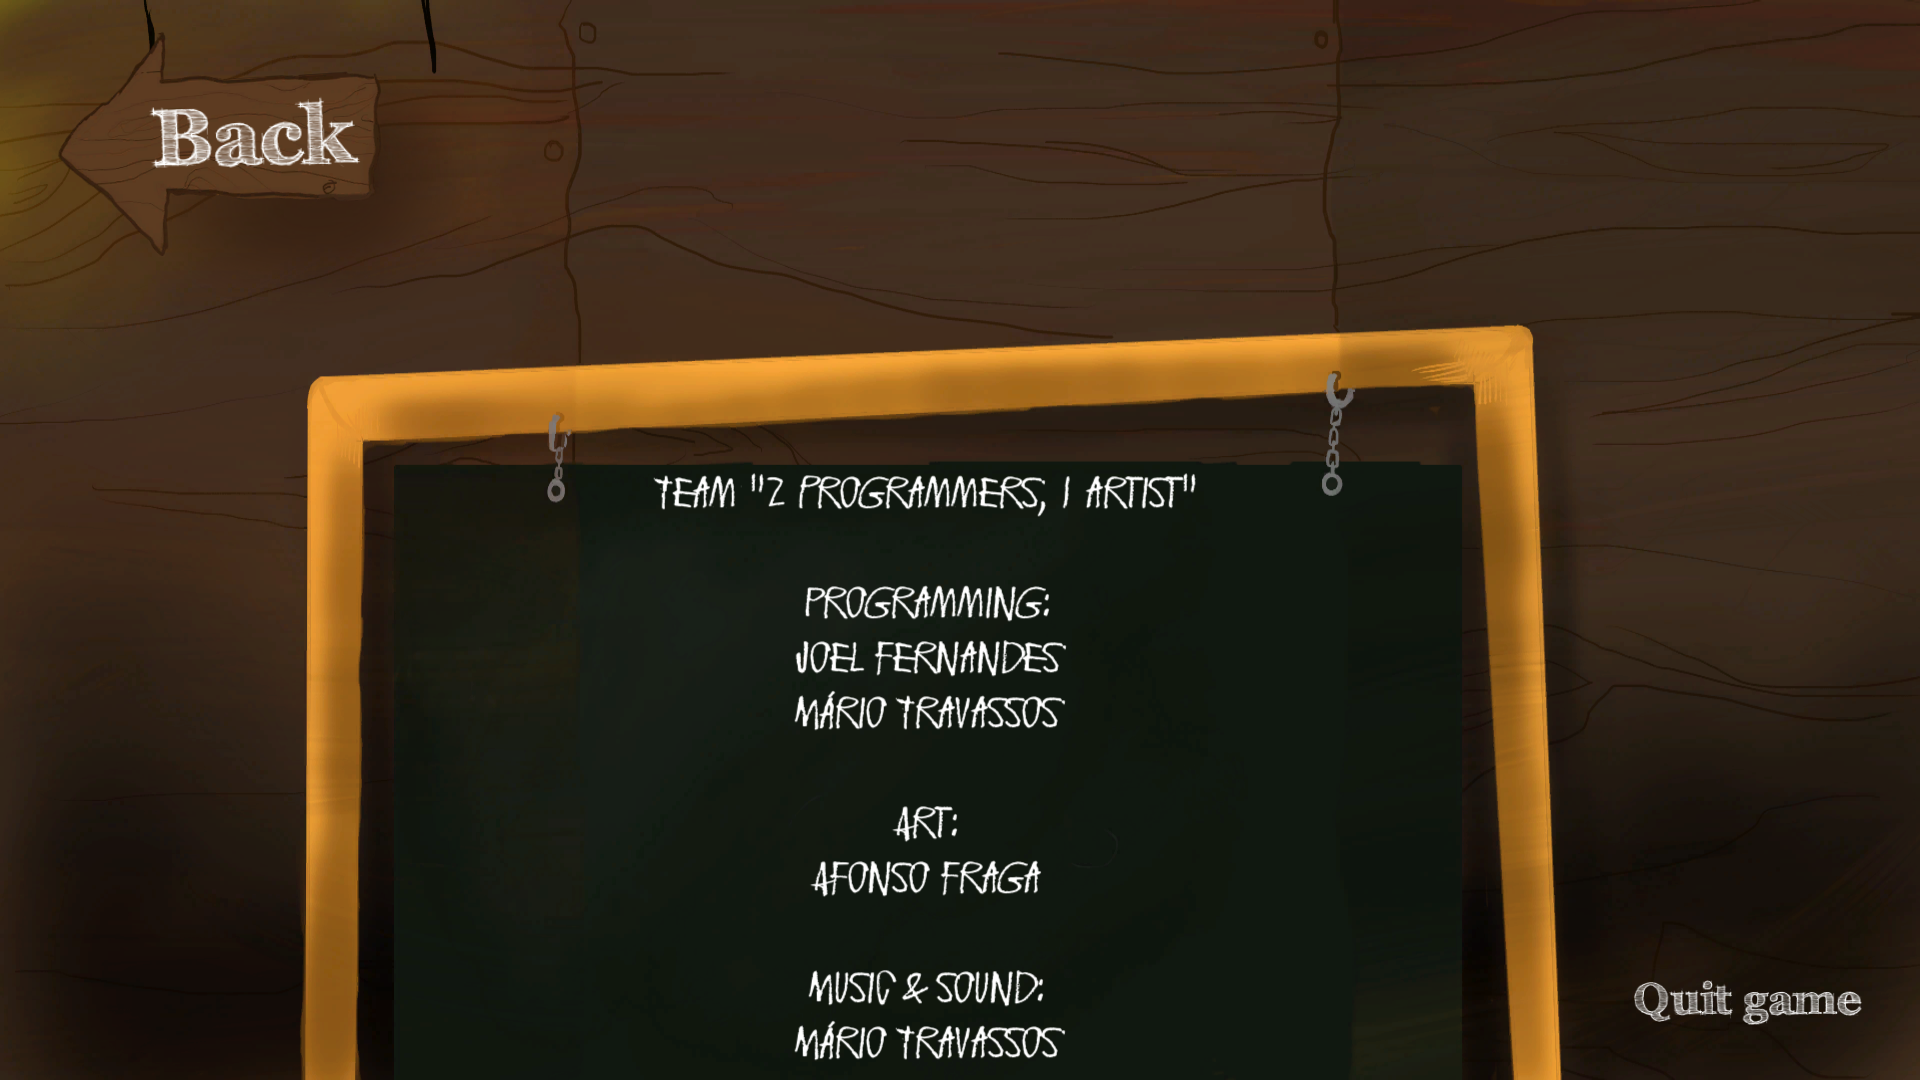 Back
TEAM "2 PROGRAMMERS, 1 ARTIST"
PROGRAMMING:
JOEL FERNANDES
MÁRIO TRAVASSOS
ART:
AFONSO FRAGA
MUSIC & SOUND:
MÁRIO TRAVASSOS
Quit game